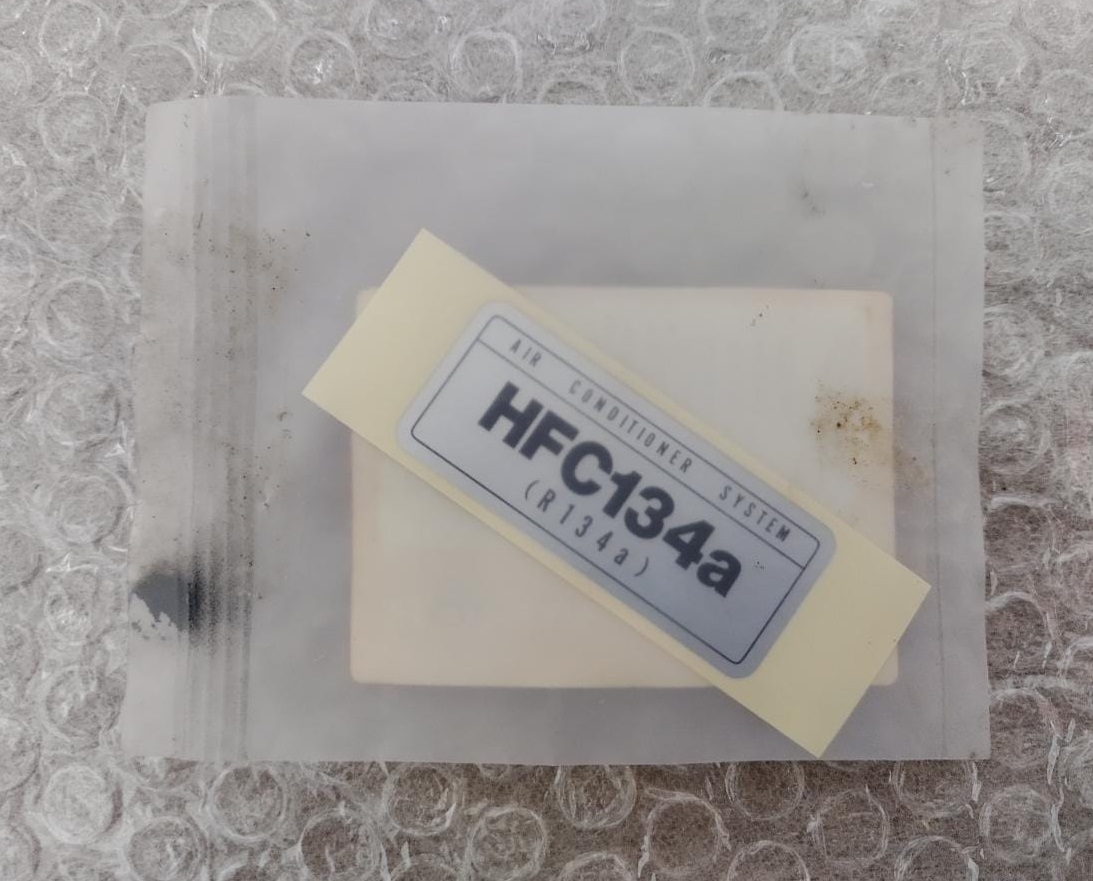 AIR CONDITIONER SYSTEM
HFC134a
(R134a)